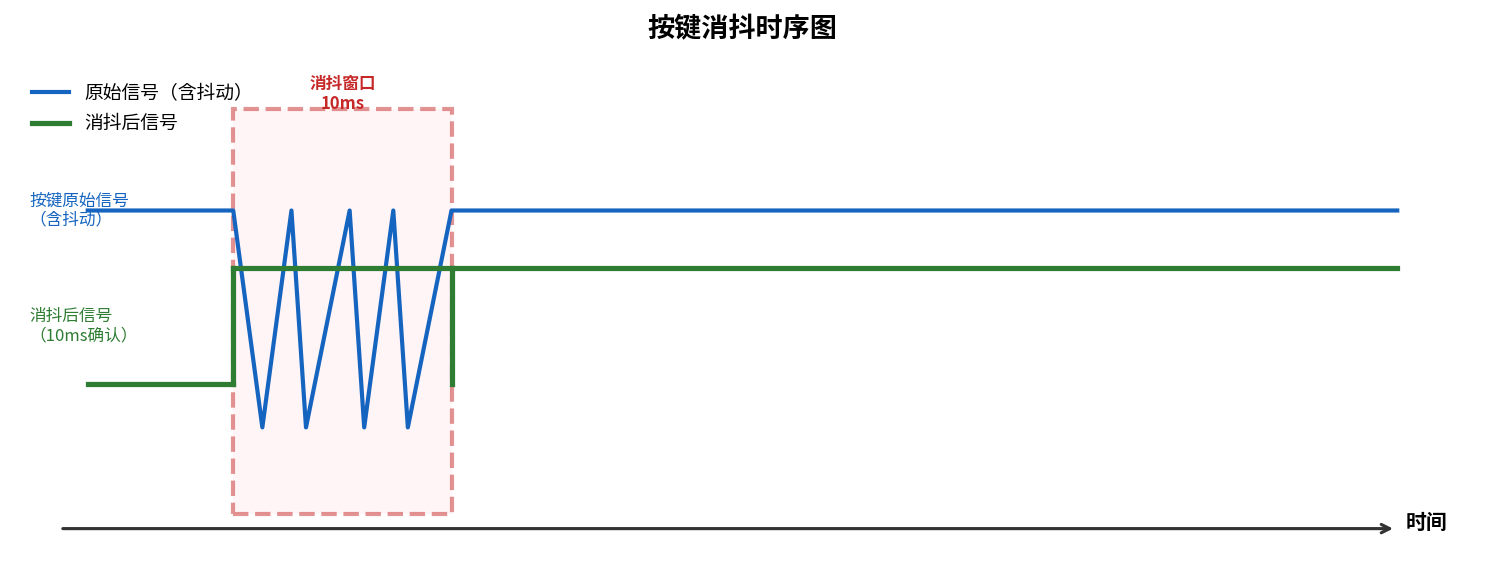 按键消抖时序图
原始信号（含抖动）
消抖后信号
消抖窗口
10ms
按键原始信号
（含抖动）
消抖后信号
（10ms确认）
时间